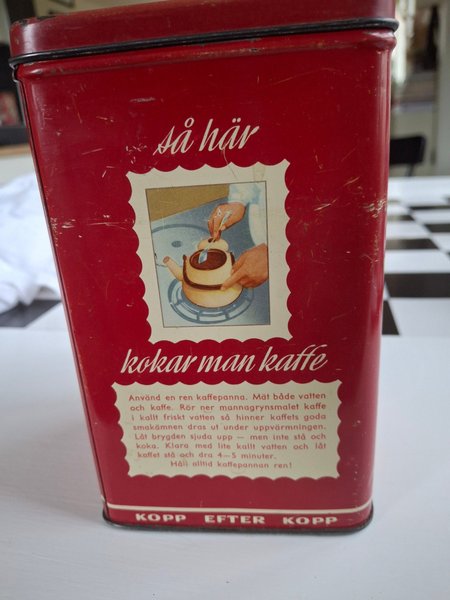 så här
kokar man kaffe
Använd en ren kaffepanna. Mät både vatten
och kaffe. Rör ner mannagrynsmalet kaffe
i kallt friskt vatten så hinner kaffets goda
smakämnen dras ut under uppvärmningen.
Låt brygden sjuda upp — men inte stå och
koka. Klara med lite kallt vatten och låt
kaffet stå och dra 4—5 minuter.
Håll alltid kaffepannan ren!
KOPP EFTER KOPP